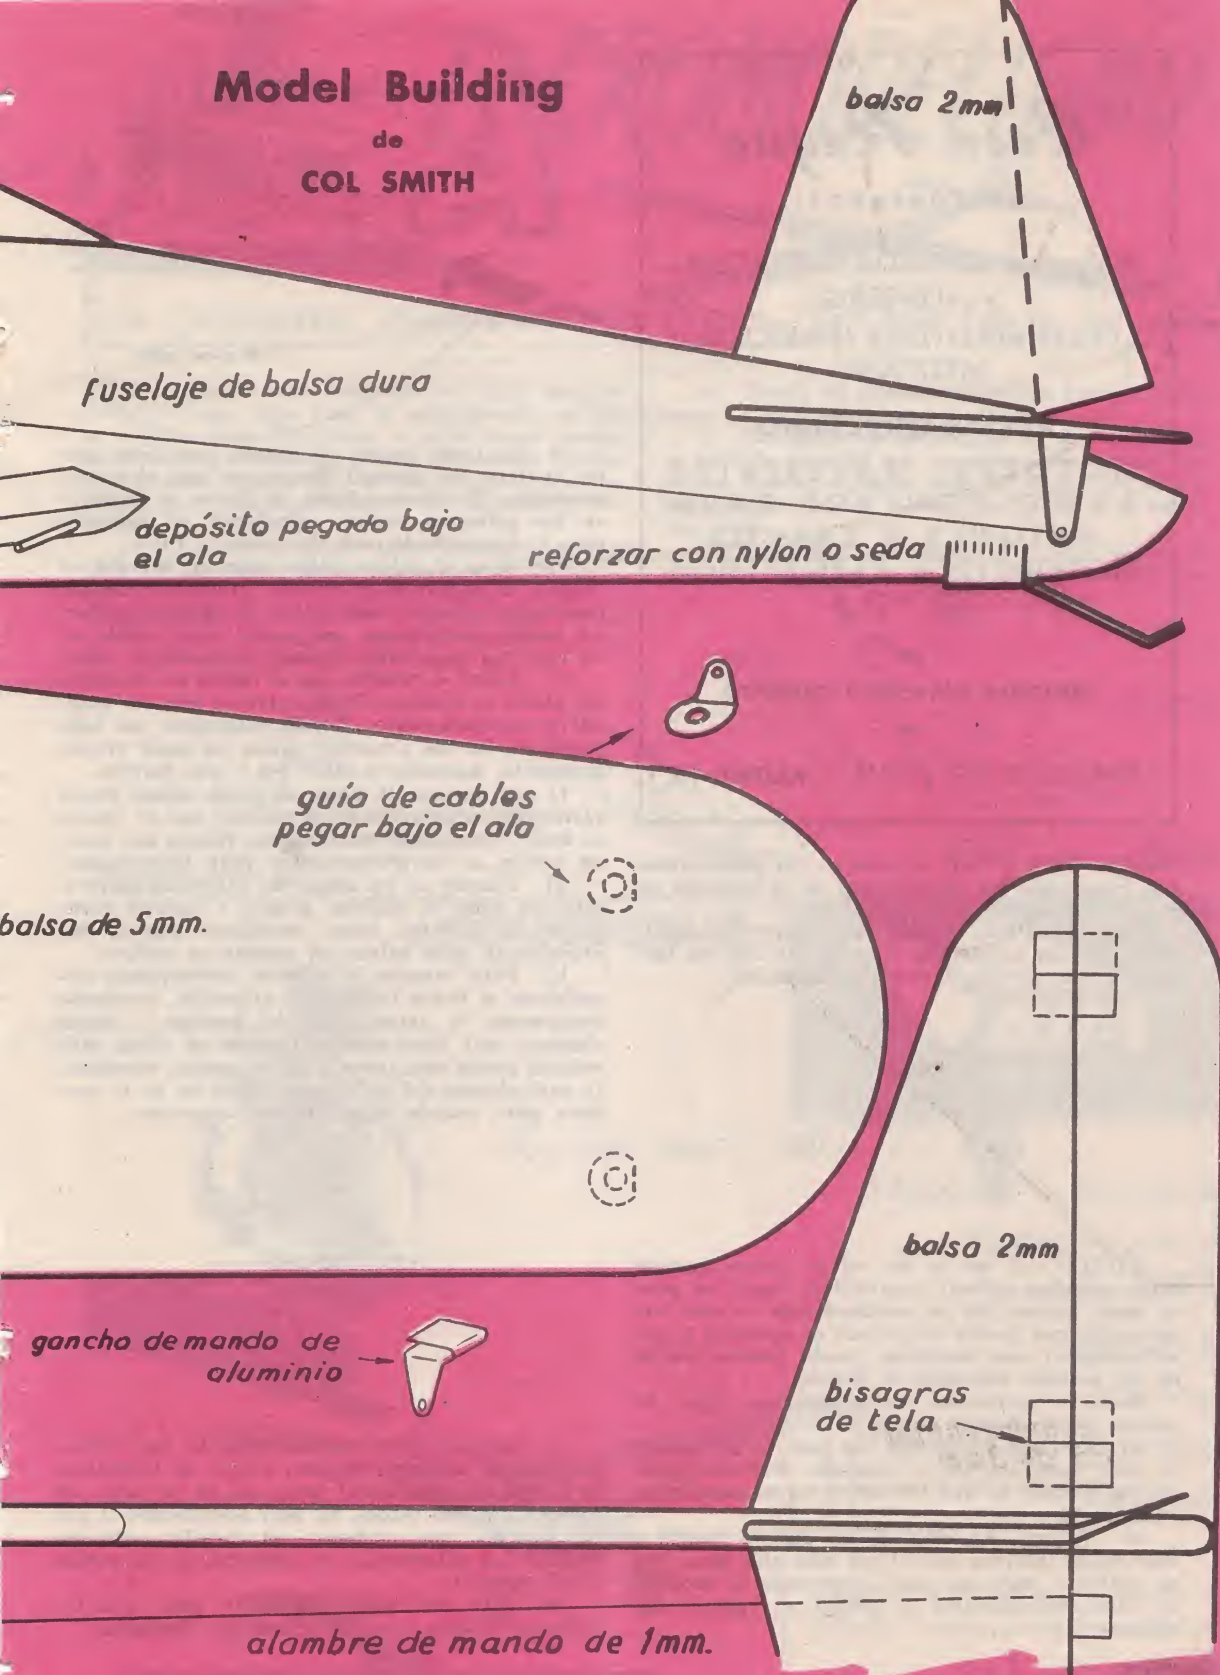 Model Building
de
COL SMITH
balsa 2mm
fuselaje de balsa dura
depósito pegado bajo
el ala
reforzar con nylon o seda
guía de cables
pegar bajo el ala
balsa de 5mm.
balsa 2mm
gancho de mando de
aluminio
bisagras
de tela
alambre de mando de 1mm.